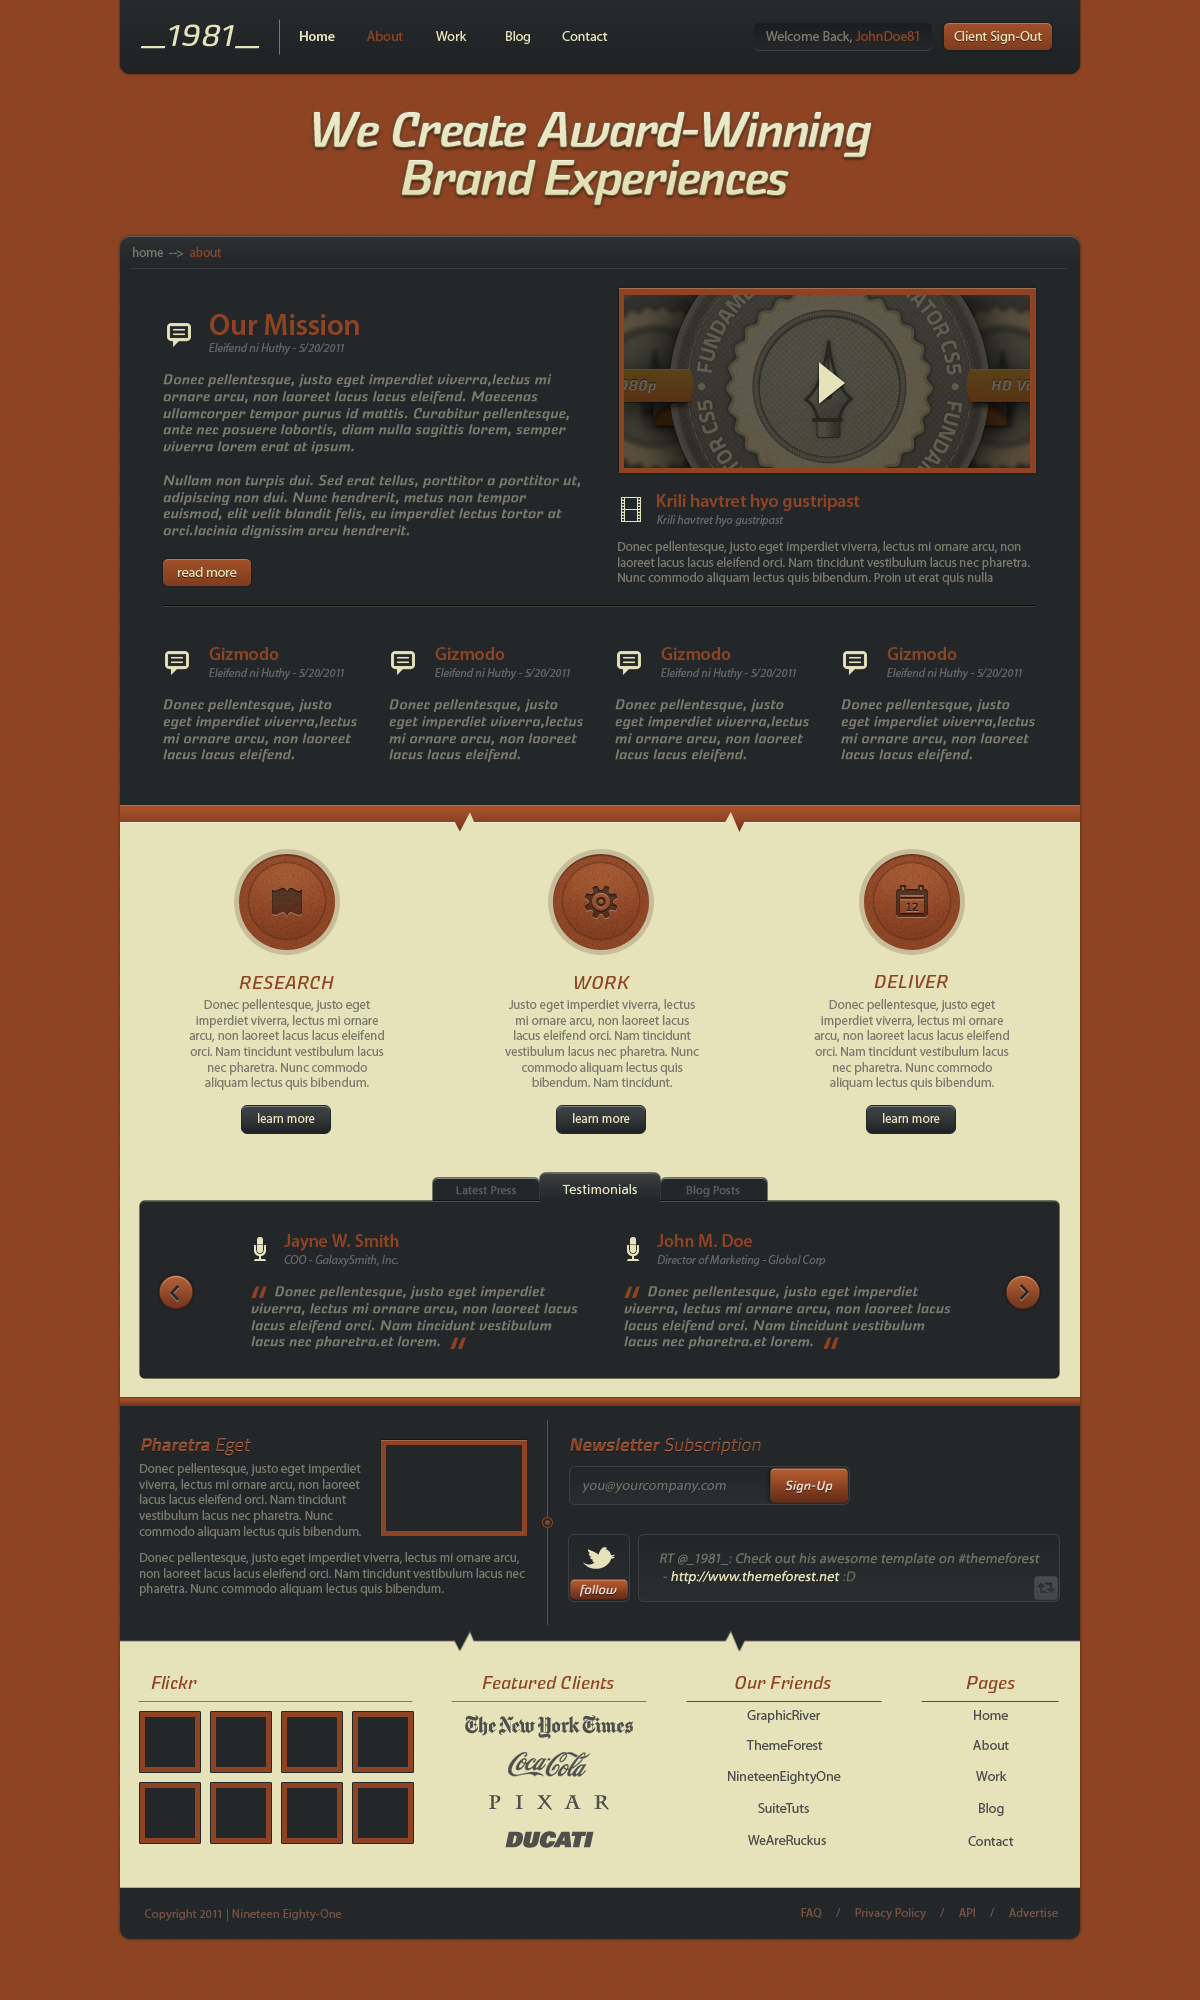 _1981_
Home
About
Work
Blog
Contact
Welcome Back, JohnDoe81
Client Sign-Out
We Create Award-Winning
Brand Experiences
home --> about
Our Mission
Eleifend ni Huthy - 5/20/2011
Donec pellentesque, justo eget imperdiet viverra,lectus mi
ornare arcu, non laoreet lacus lacus eleifend. Maecenas
ullamcorper tempor purus id mattis. Curabitur pellentesque,
ante nec posuere lobortis, diam nulla sagittis lorem, semper
viverra lorem erat at ipsum.
Nullam non turpis dui. Sed erat tellus, porttitor a porttitor ut,
adipiscing non dui. Nunc hendrerit, metus non tempor
euismod, elit velit blandit felis, eu imperdiet lectus tortor at
orci.lacinia dignissim arcu hendrerit.
read more
FUNDAME
ATOR CS5 • FUNDAM
TOR CS5 •
080p
HD Vi
Krili havtret hyo gustripast
Krili havtret hyo gustripast
Donec pellentesque, justo eget imperdiet viverra, lectus mi ornare arcu, non
laoreet lacus lacus eleifend orci. Nam tincidunt vestibulum lacus nec pharetra.
Nunc commodo aliquam lectus quis bibendum. Proin ut erat quis nulla
Gizmodo
Eleifend ni Huthy - 5/20/2011
Donec pellentesque, justo
eget imperdiet viverra,lectus
mi ornare arcu, non laoreet
lacus lacus eleifend.
Gizmodo
Eleifend ni Huthy - 5/20/2011
Donec pellentesque, justo
eget imperdiet viverra,lectus
mi ornare arcu, non laoreet
lacus lacus eleifend.
Gizmodo
Eleifend ni Huthy - 5/20/2011
Donec pellentesque, justo
eget imperdiet viverra,lectus
mi ornare arcu, non laoreet
lacus lacus eleifend.
Gizmodo
Eleifend ni Huthy - 5/20/2011
Donec pellentesque, justo
eget imperdiet viverra,lectus
mi ornare arcu, non laoreet
lacus lacus eleifend.
RESEARCH
Donec pellentesque, justo eget
imperdiet viverra, lectus mi ornare
arcu, non laoreet lacus lacus eleifend
orci. Nam tincidunt vestibulum lacus
nec pharetra. Nunc commodo
aliquam lectus quis bibendum.
learn more
WORK
Justo eget imperdiet viverra, lectus
mi ornare arcu, non laoreet lacus
lacus eleifend orci. Nam tincidunt
vestibulum lacus nec pharetra. Nunc
commodo aliquam lectus quis
bibendum. Nam tincidunt.
learn more
12
DELIVER
Donec pellentesque, justo eget
imperdiet viverra, lectus mi ornare
arcu, non laoreet lacus lacus eleifend
orci. Nam tincidunt vestibulum lacus
nec pharetra. Nunc commodo
aliquam lectus quis bibendum.
learn more
Latest Press
Testimonials
Blog Posts
Jayne W. Smith
COO - GalaxySmith, Inc.
" Donec pellentesque, justo eget imperdiet
viverra, lectus mi ornare arcu, non laoreet lacus
lacus eleifend orci. Nam tincidunt vestibulum
lacus nec pharetra.et lorem. "
John M. Doe
Director of Marketing - Global Corp
" Donec pellentesque, justo eget imperdiet
viverra, lectus mi ornare arcu, non laoreet lacus
lacus eleifend orci. Nam tincidunt vestibulum
lacus nec pharetra.et lorem. "
Pharetra Eget
Donec pellentesque, justo eget imperdiet
viverra, lectus mi ornare arcu, non laoreet
lacus lacus eleifend orci. Nam tincidunt
vestibulum lacus nec pharetra. Nunc
commodo aliquam lectus quis bibendum.
Donec pellentesque, justo eget imperdiet viverra, lectus mi ornare arcu,
non laoreet lacus lacus eleifend orci. Nam tincidunt vestibulum lacus nec
pharetra. Nunc commodo aliquam lectus quis bibendum.
Newsletter Subscription
you@yourcompany.com
Sign-Up
follow
RT @_1981_: Check out his awesome template on #themeforest
- http://www.themeforest.net :D
Flickr
Featured Clients
The New York Times
Coca-Cola
PIXAR
DUCATI
Our Friends
GraphicRiver
ThemeForest
NineteenEightyOne
SuiteTuts
WeAreRuckus
Pages
Home
About
Work
Blog
Contact
Copyright 2011 | Nineteen Eighty-One
FAQ / Privacy Policy / API / Advertise